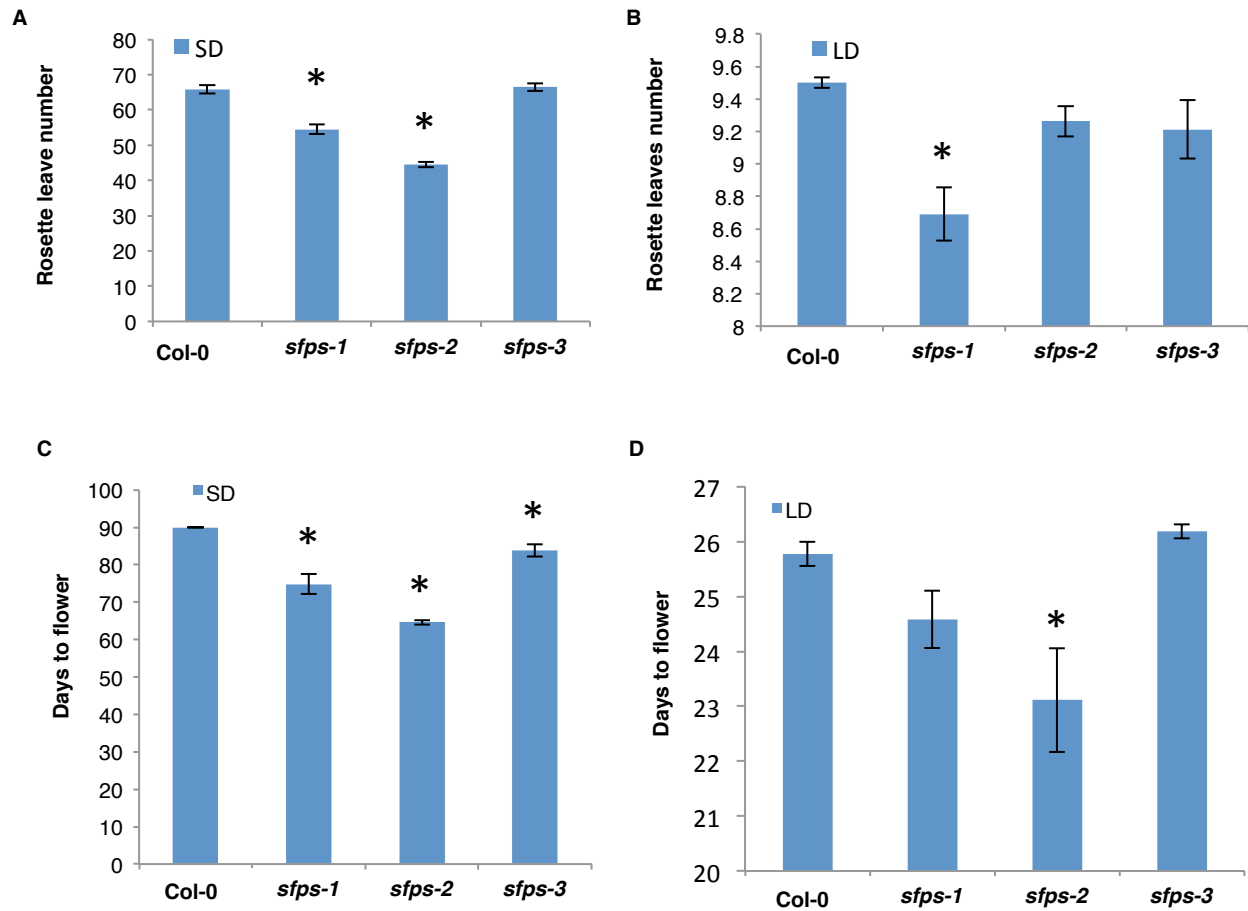 A
SD
Rosette leave number
80
70
60
50
40
30
20
10
0
* *
Col-0 sfps-1 sfps-2 sfps-3
B
LD
Rosette leaves number
9.8
9.6
9.4
9.2
9
8.8
8.6
8.4
8.2
8
*
Col-0 sfps-1 sfps-2 sfps-3
C
SD
Days to flower
100
90
80
70
60
50
40
30
20
10
0
* * *
Col-0 sfps-1 sfps-2 sfps-3
D
LD
Days to flower
27
26
25
24
23
22
21
20
*
Col-0 sfps-1 sfps-2 sfps-3